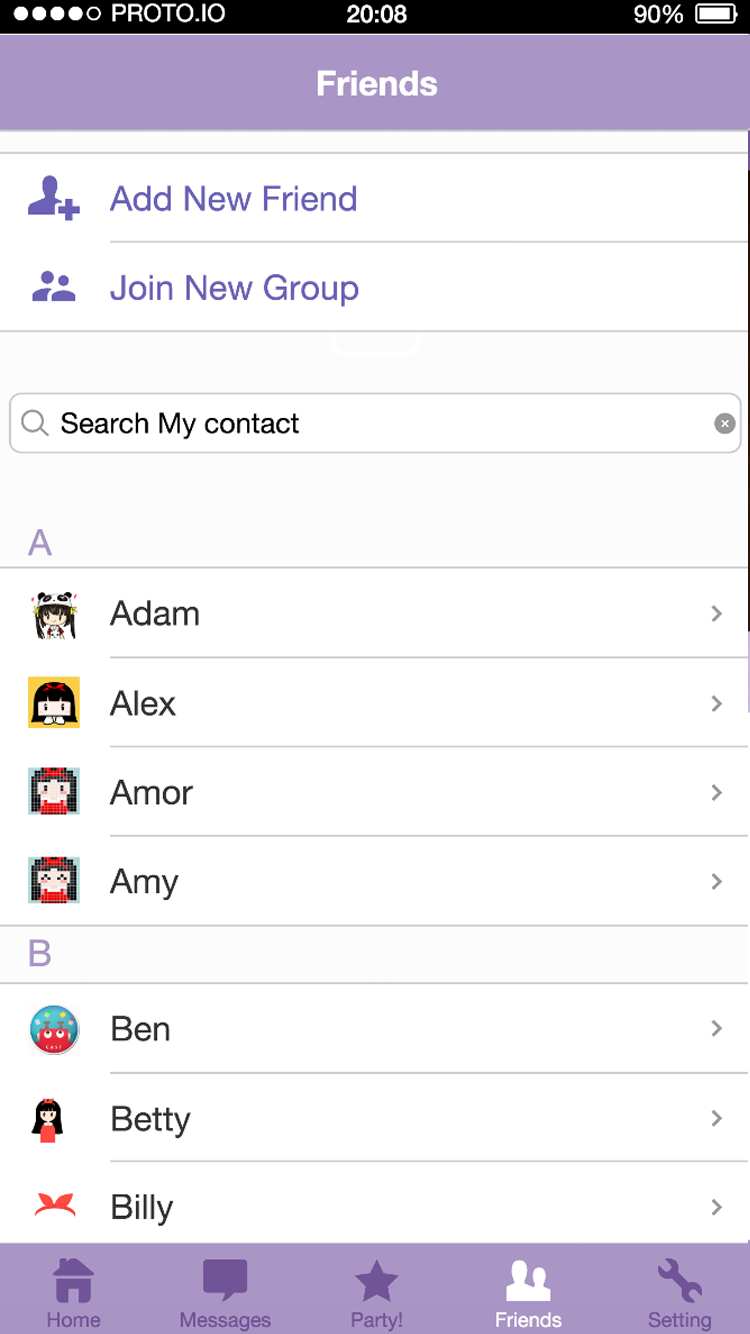 PROTO.IO 20:08 90%
Friends
Add New Friend
Join New Group
Search My contact
A
Adam
Alex
Amor
Amy
B
Ben
Betty
Billy
Home Messages Party! Friends Setting